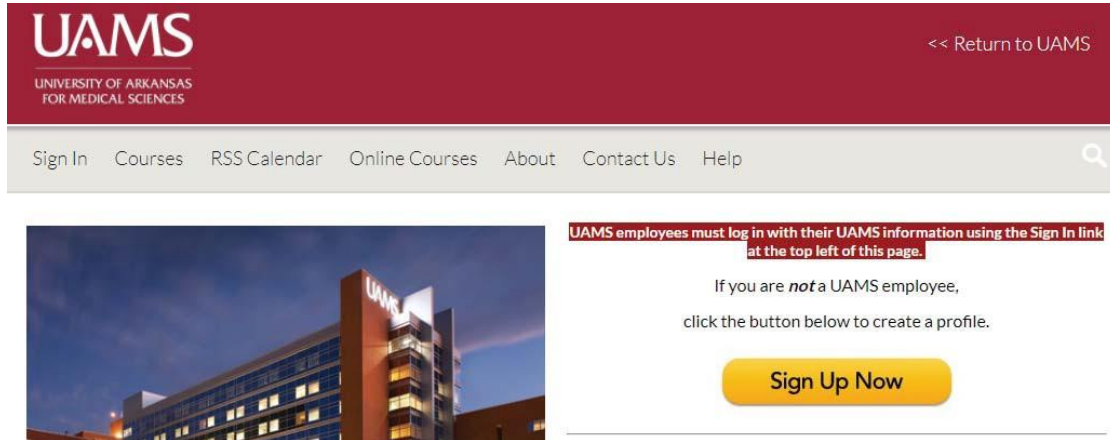 UAMS
UNIVERSITY OF ARKANSAS
FOR MEDICAL SCIENCES
<< Return to UAMS
Sign In Courses RSS Calendar Online Courses About Contact Us Help
UAMS employees must log in with their UAMS information using the Sign In link
at the top left of this page.
If you are not a UAMS employee,
click the button below to create a profile.
Sign Up Now
UAMS